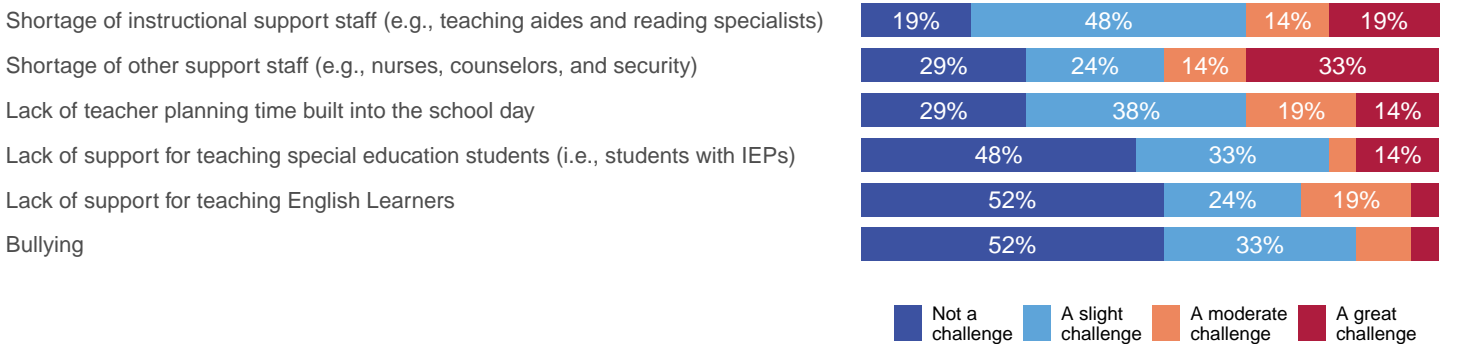 Shortage of instructional support staff (e.g., teaching aides and reading specialists) 19% 48% 14% 19%
Shortage of other support staff (e.g., nurses, counselors, and security) 29% 24% 14% 33%
Lack of teacher planning time built into the school day 29% 38% 19% 14%
Lack of support for teaching special education students (i.e., students with IEPs) 48% 33% 14%
Lack of support for teaching English Learners 52% 24% 19%
Bullying 52% 33%
Not a challenge
A slight challenge
A moderate challenge
A great challenge